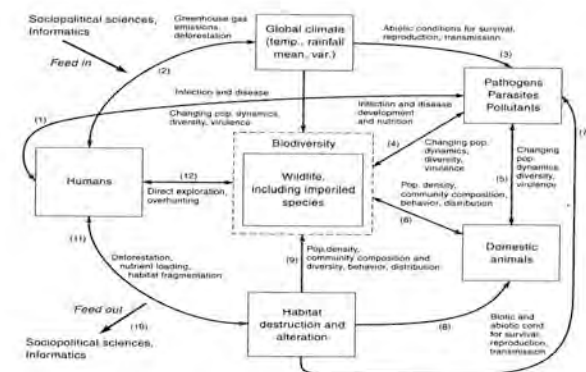 Sociopolitical sciences,
Informatics
Feed in
Greenhouse gas
emissions,
deforestation
(2)
Global climate
(temp., rainfall
mean, var.)
Abiotic conditions for survival,
reproduction, transmission
(3)
Pathogens
Parasites
Pollutants
(1)
Infection and disease
Changing pop. dynamics,
diversity, virulence
Infection and disease
development
and nutrition
(4)
Changing pop.
dynamics,
diversity,
virulence
(5)
Changing
pop.
dynamics,
diversity,
virulence
Biodiversity
Wildlife,
including imperiled
species
Humans
(12)
Direct exploration,
overhunting
Pop. density,
community composition,
behavior, distribution
(6)
Domestic
animals
(11)
Deforestation,
nutrient loading,
habitat fragmentation
(9)
Pop.density,
community composition and
diversity, behavior, distribution
Feed out
(10)
Sociopolitical sciences,
Informatics
Habitat
destruction and
alteration
(8)
Biotic and
abiotic cond
for survival,
reproduction,
transmission